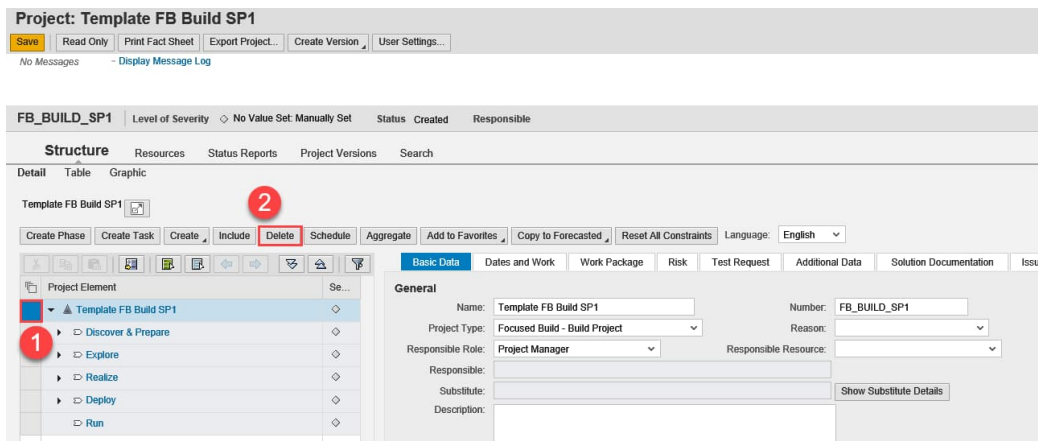 Project: Template FB Build SP1
Save Read Only Print Fact Sheet Export Project... Create Version User Settings...
No Messages - Display Message Log
FB_BUILD_SP1 Level of Severity No Value Set: Manually Set Status Created Responsible
Structure Resources Status Reports Project Versions Search
Detail Table Graphic
Template FB Build SP1
2
Create Phase Create Task Create Include Delete Schedule Aggregate Add to Favorites Copy to Forecasted Reset All Constraints Language: English
Basic Data Dates and Work Work Package Risk Test Request Additional Data Solution Documentation Issu
Project Element Se...
General
Template FB Build SP1
Name: Template FB Build SP1 Number: FB_BUILD_SP1
1
Discover & Prepare
Project Type: Focused Build - Build Project Reason:
Explore
Responsible Role: Project Manager Responsible Resource:
Realize
Responsible:
Deploy
Substitute: Show Substitute Details
Run
Description: